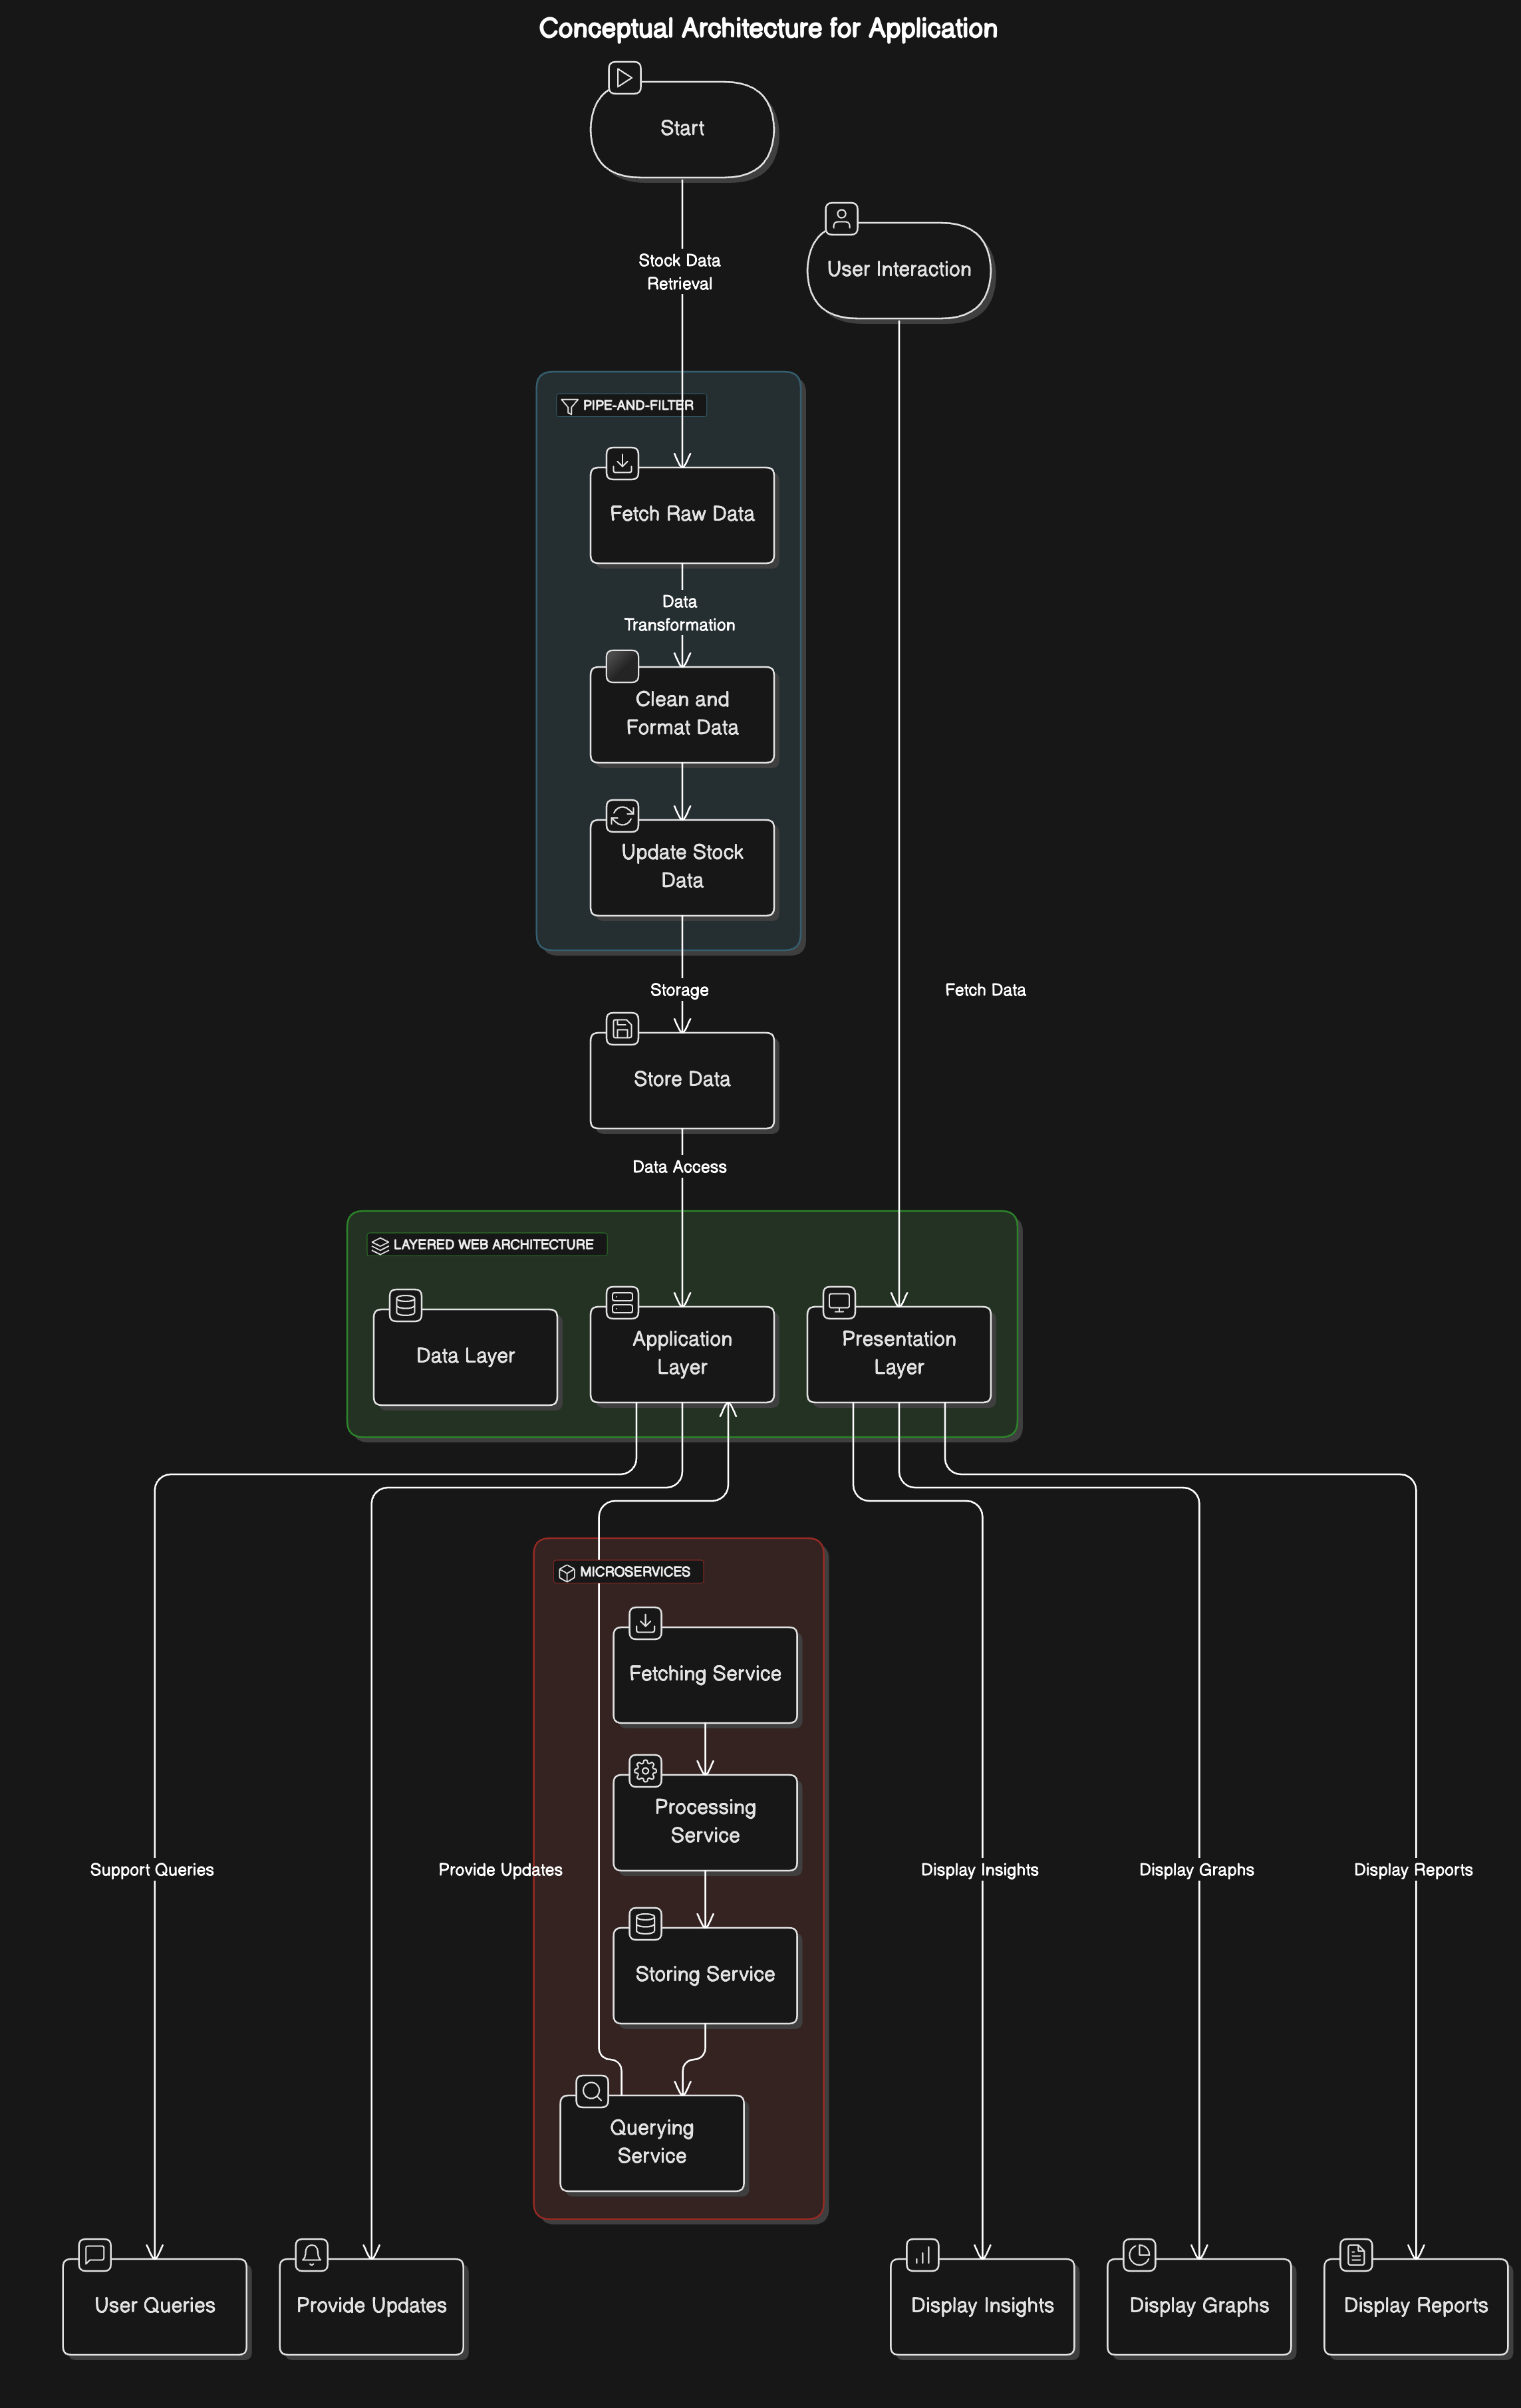 Conceptual Architecture for Application
Start
Stock Data
Retrieval
User Interaction
PIPE-AND-FILTER
Fetch Raw Data
Data
Transformation
Clean and
Format Data
Update Stock
Data
Storage
Fetch Data
Store Data
Data Access
LAYERED WEB ARCHITECTURE
Data Layer
Application
Layer
Presentation
Layer
MICROSERVICES
Fetching Service
Processing
Service
Support Queries
Provide Updates
Display Insights
Display Graphs
Display Reports
Storing Service
Querying
Service
User Queries
Provide Updates
Display Insights
Display Graphs
Display Reports